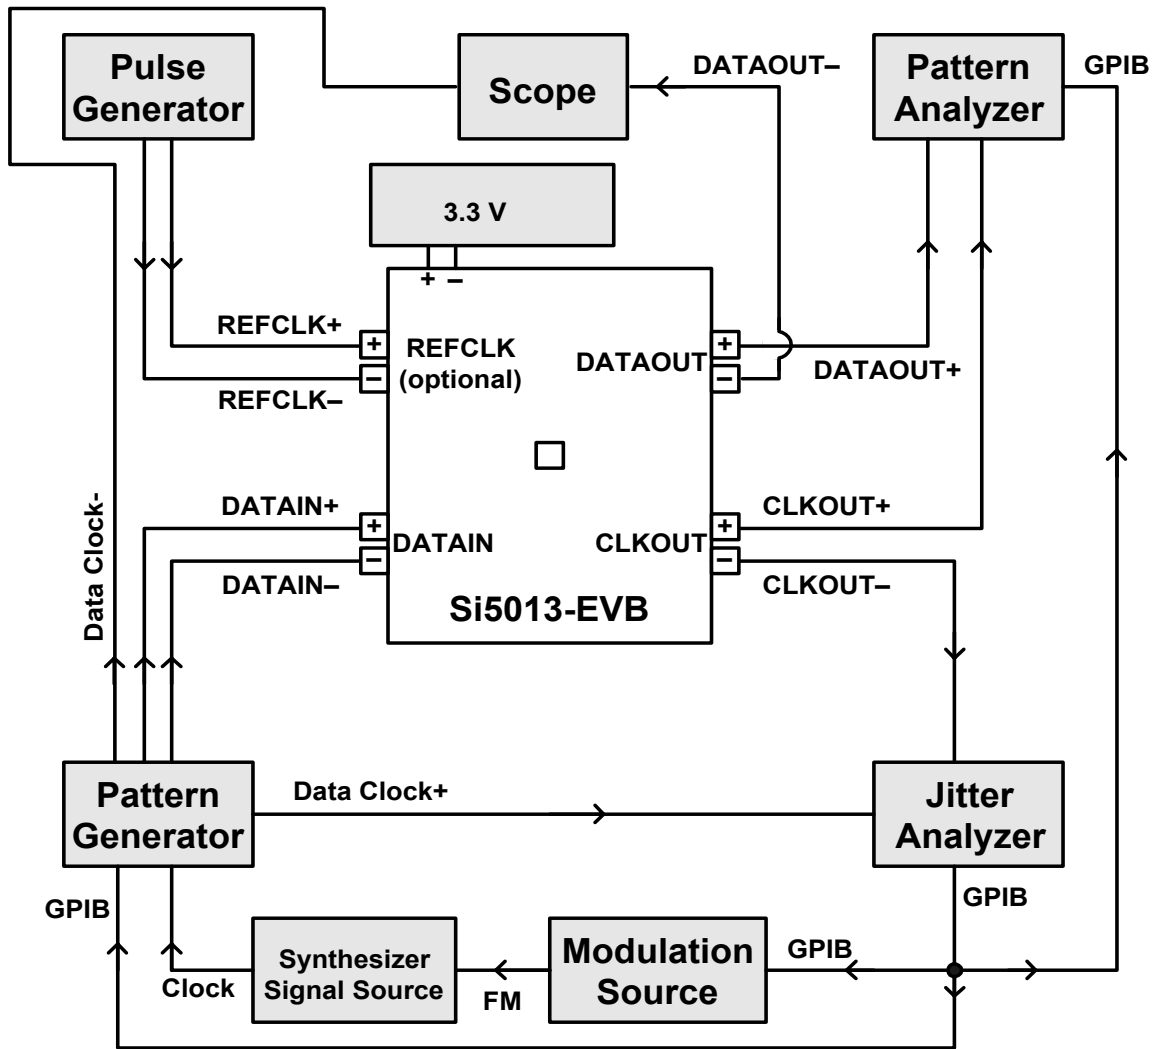 Pulse
Generator
Scope
DATAOUT–
Pattern
Analyzer
GPIB
3.3 V
+ –
REFCLK+
+
REFCLK
(optional)
–
REFCLK–
DATAOUT
+
–
DATAOUT+
Data Clock-
DATAIN+
+
DATAIN
–
DATAIN–
CLKOUT+
+
CLKOUT
–
CLKOUT–
Si5013-EVB
Pattern
Generator
Data Clock+
Jitter
Analyzer
GPIB
GPIB
Synthesizer
Signal Source
Clock
FM
Modulation
Source
GPIB